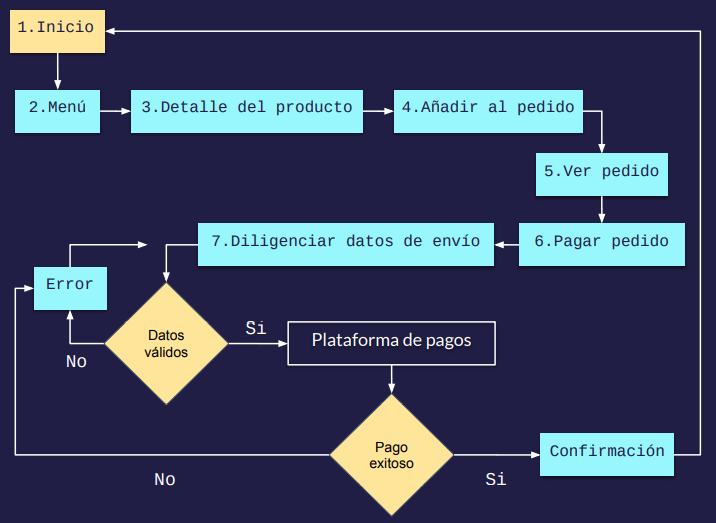 1.Inicio
2.Menú
3.Detalle del producto
4.Añadir al pedido
5.Ver pedido
6.Pagar pedido
7.Diligenciar datos de envío
Error
Datos
válidos
Si
No
Plataforma de pagos
Pago
exitoso
No
Si
Confirmación